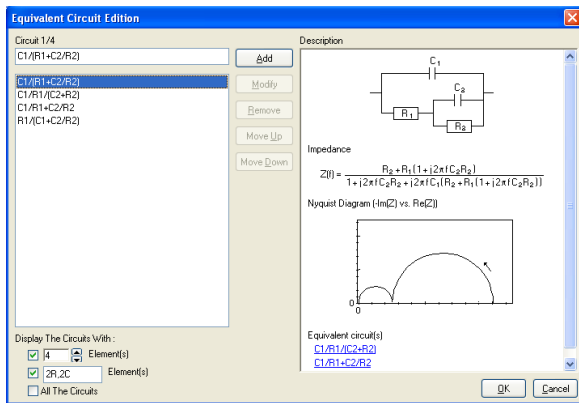 Equivalent Circuit Edition
Circuit 1/4
C1/(R1+C2/R2)
Add
C1/(R1+C2/R2)
C1/R1/(C2+R2)
C1/R1+C2/R2
R1/(C1+C2/R2)
Modify
Remove
Move Up
Move Down
Display The Circuits With :
4 Element(s)
2R,2C Element(s)
All The Circuits
Description
C1
C2
R1
R2
Impedance
Z(f) = R2+R1(1+j2πfC2R2) / 1+j2πfC2R2+j2πfC1(R2+R1(1+j2πfC2R2))
Nyquist Diagram (-Im(Z) vs. Re(Z))
0
0
Equivalent circuit(s)
C1/R1/(C2+R2)
C1/R1+C2/R2
OK
Cancel